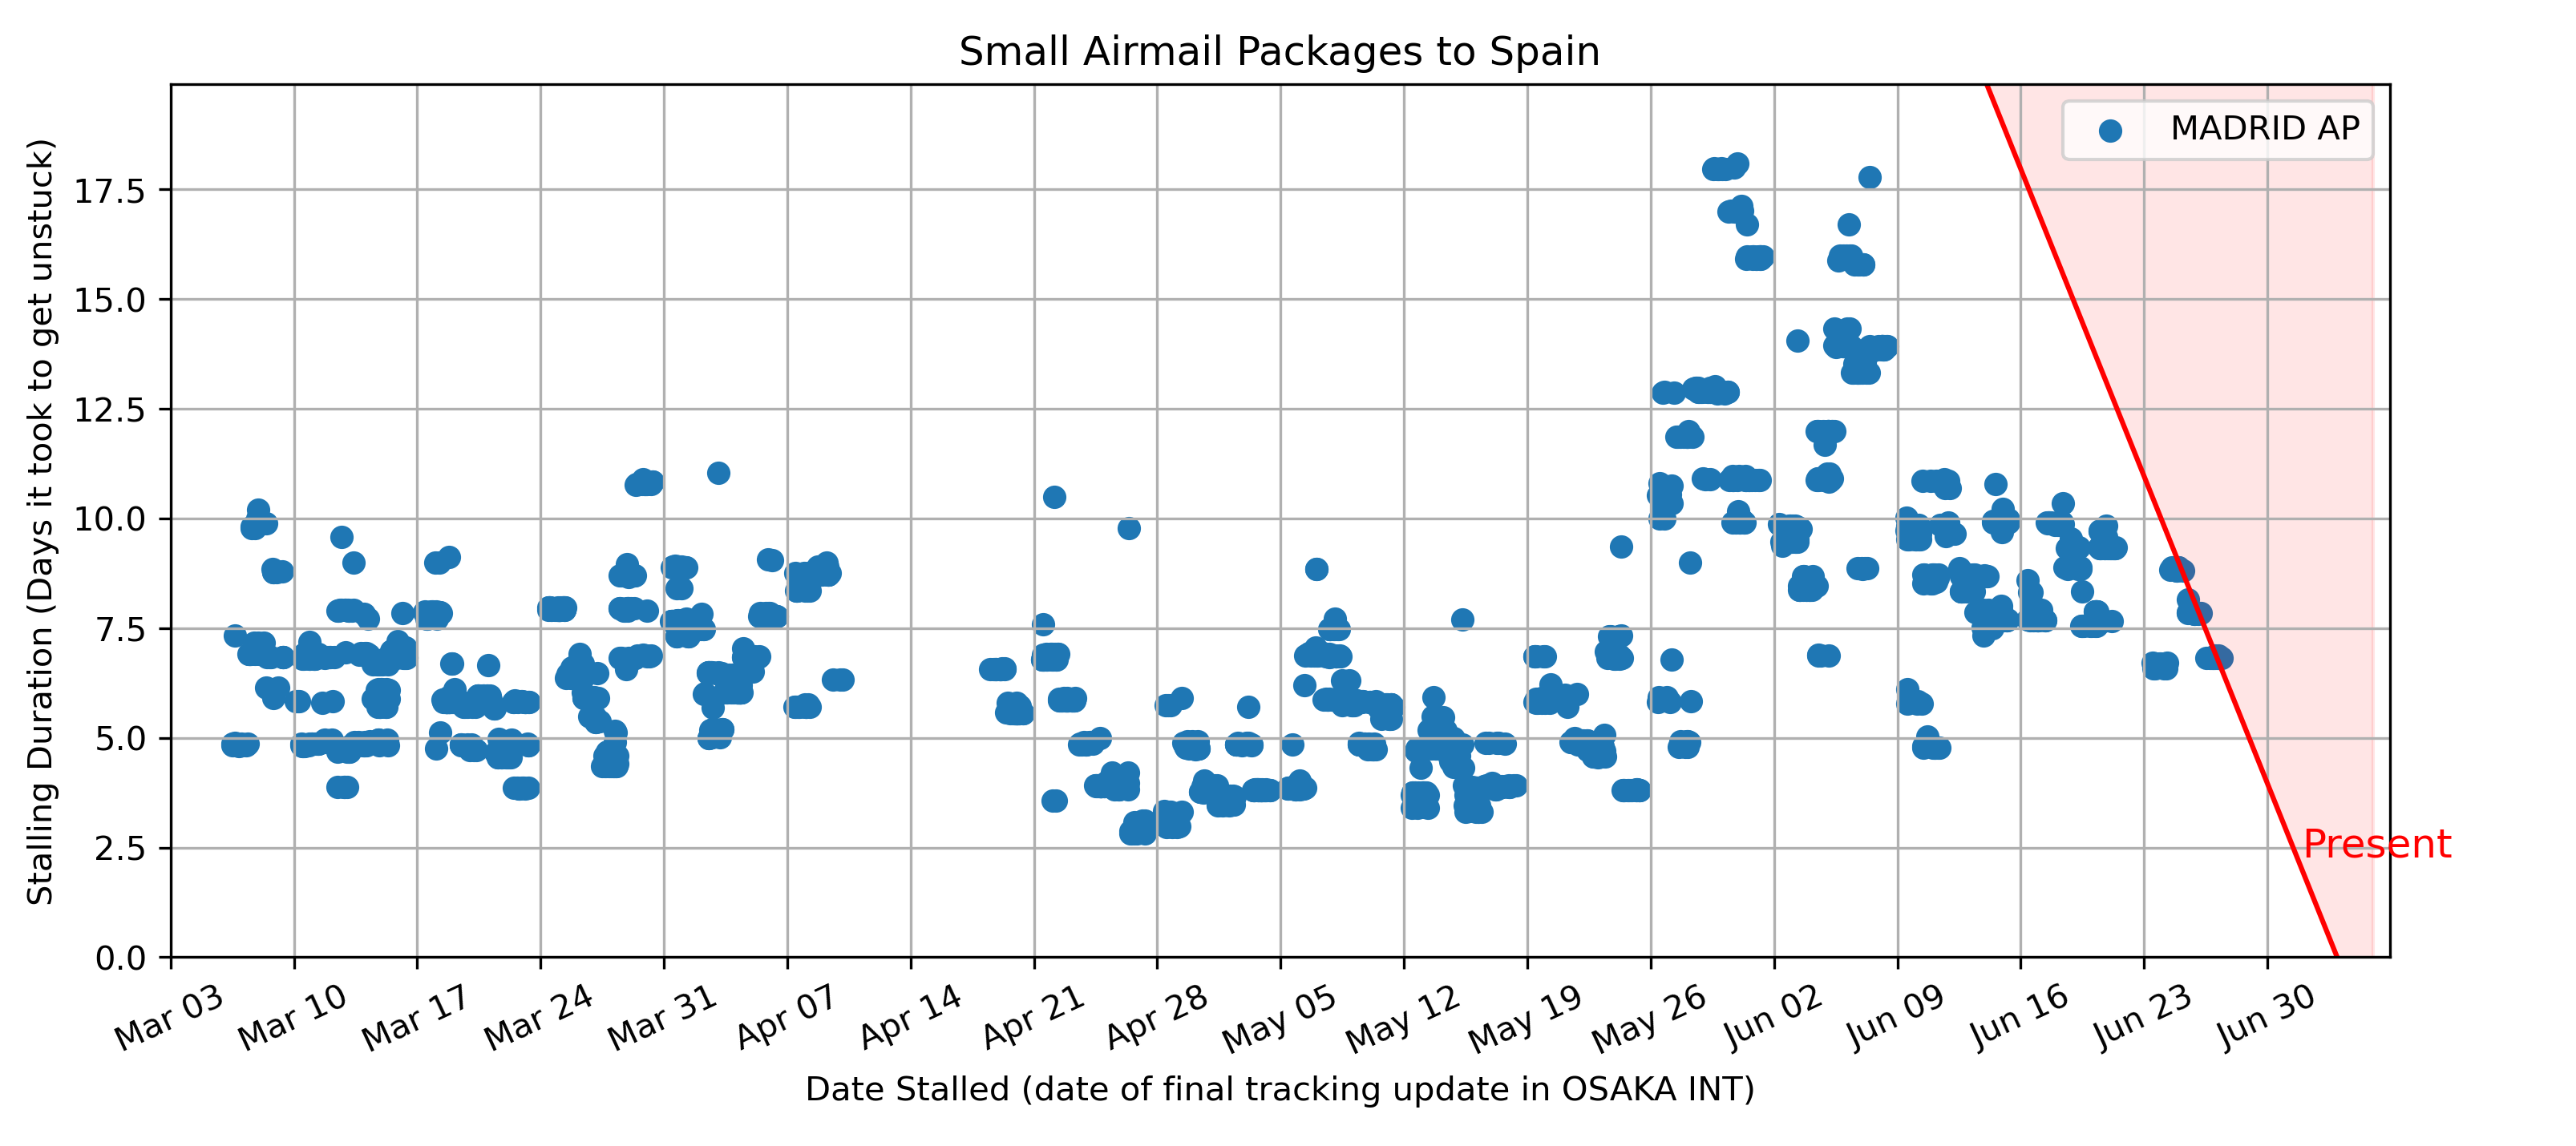 Small Airmail Packages to Spain
MADRID AP
Stalling Duration (Days it took to get unstuck)
17.5
15.0
12.5
10.0
7.5
5.0
2.5
0.0
Present
Mar 03
Mar 10
Mar 17
Mar 24
Mar 31
Apr 07
Apr 14
Apr 21
Apr 28
May 05
May 12
May 19
May 26
Jun 02
Jun 09
Jun 16
Jun 23
Jun 30
Date Stalled (date of final tracking update in OSAKA INT)